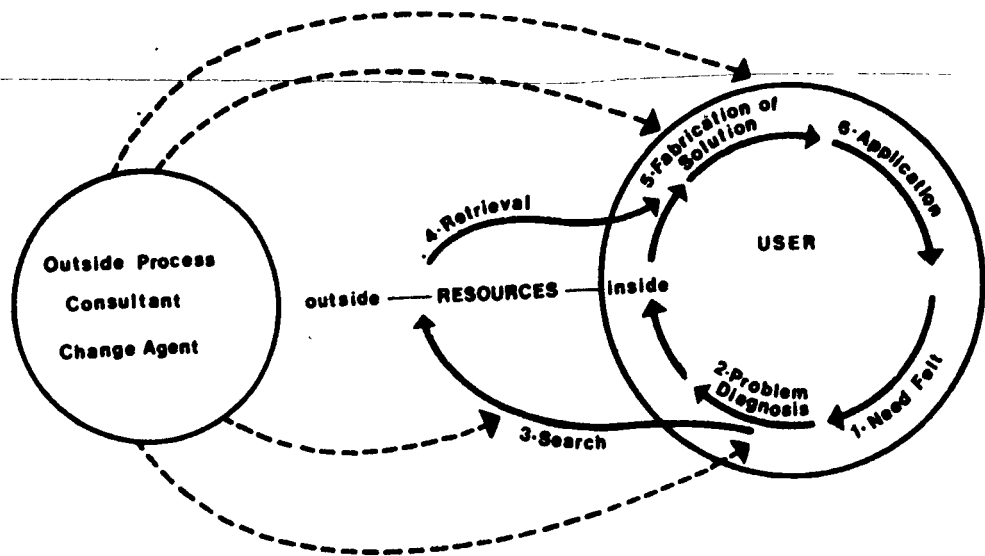 5-Fabrication of
Solution
6-Application
4-Retrieval
USER
Outside Process
Consultant
Change Agent
outside — RESOURCES — inside
2-Problem
Diagnosis
1-Need Felt
3-Search